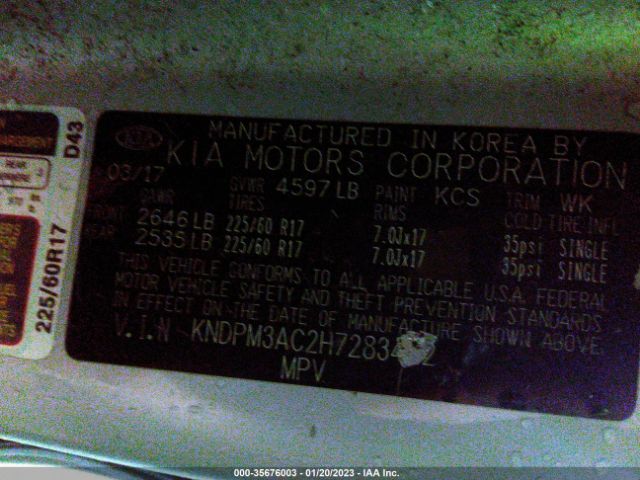 KIA
MANUFACTURED IN KOREA BY
KIA MOTORS CORPORATION
03/17
GVWR 4597 LB
PAINT KCS
TRIM WK
GAWR
TIRES
RIMS
COLD TIRE INFL
FRONT 2646 LB 225/60 R17 7.0Jx17 35psi SINGLE
REAR 2535 LB 225/60 R17 7.0Jx17 35psi SINGLE
THIS VEHICLE CONFORMS TO ALL APPLICABLE U.S.A. FEDERAL
MOTOR VEHICLE SAFETY AND THEFT PREVENTION STANDARDS
IN EFFECT ON THE DATE OF MANUFACTURE SHOWN ABOVE.
V.I.N KNDPM3AC2H7283
MPV
REAR
225/60R17
D43
000-35676003 - 01/20/2023 - IAA Inc.